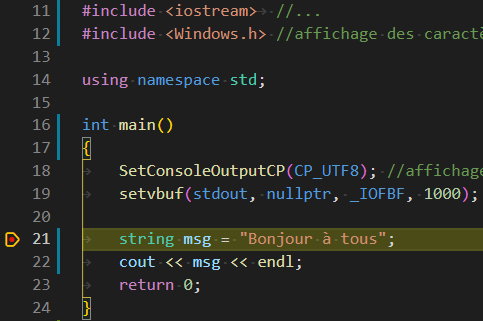 11 #include <iostream> //...
12 #include <Windows.h> //affichage des caractè
13
14 using namespace std;
15
16 int main()
17 {
18 SetConsoleOutputCP(CP_UTF8); //affichage
19 setvbuf(stdout, nullptr, _IOFBF, 1000);
20
21 string msg = "Bonjour à tous";
22 cout << msg << endl;
23 return 0;
24 }